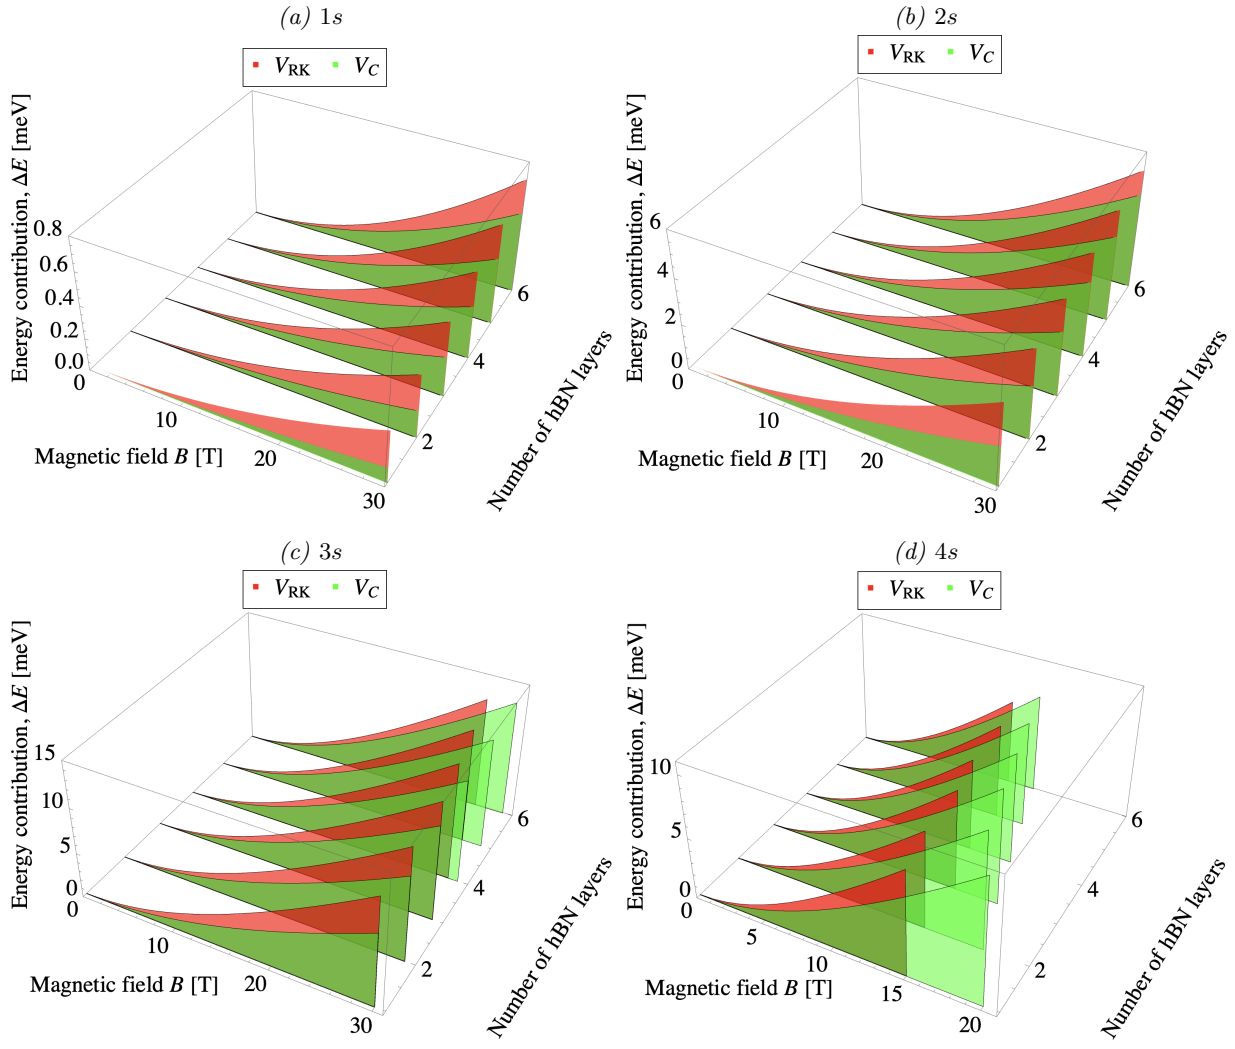 (a) 1s
V_RK V_C
Energy contribution, ΔE [meV]
0.8
0.6
0.4
0.2
0.0
0
10
20
30
Magnetic field B [T]
2
4
6
Number of hBN layers
(b) 2s
V_RK V_C
Energy contribution, ΔE [meV]
6
4
2
0
0
10
20
30
Magnetic field B [T]
2
4
6
Number of hBN layers
(c) 3s
V_RK V_C
Energy contribution, ΔE [meV]
15
10
5
0
0
10
20
30
Magnetic field B [T]
2
4
6
Number of hBN layers
(d) 4s
V_RK V_C
Energy contribution, ΔE [meV]
10
5
0
0
5
10
15
20
Magnetic field B [T]
2
4
6
Number of hBN layers